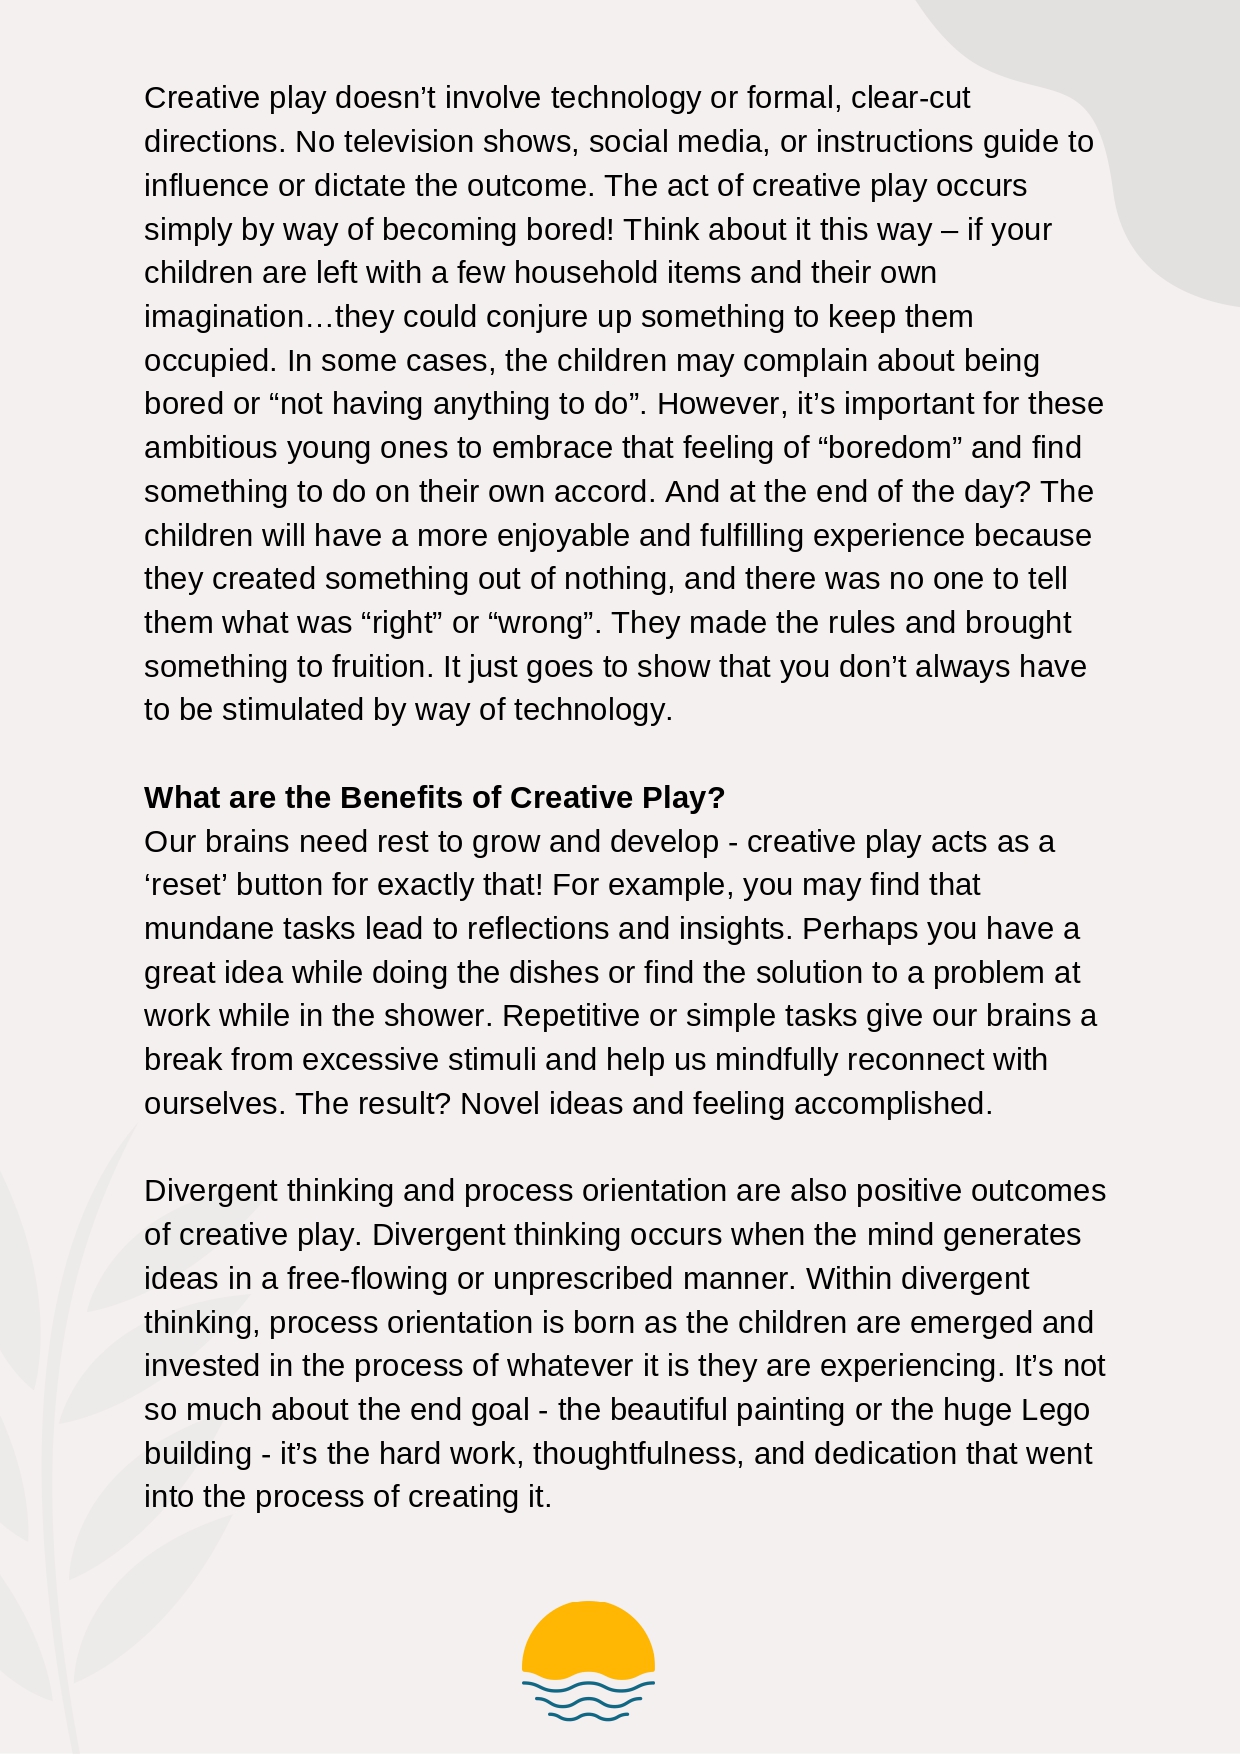 Creative play doesn’t involve technology or formal, clear-cut
directions. No television shows, social media, or instructions guide to
influence or dictate the outcome. The act of creative play occurs
simply by way of becoming bored! Think about it this way – if your
children are left with a few household items and their own
imagination…they could conjure up something to keep them
occupied. In some cases, the children may complain about being
bored or “not having anything to do”. However, it’s important for these
ambitious young ones to embrace that feeling of “boredom” and find
something to do on their own accord. And at the end of the day? The
children will have a more enjoyable and fulfilling experience because
they created something out of nothing, and there was no one to tell
them what was “right” or “wrong”. They made the rules and brought
something to fruition. It just goes to show that you don’t always have
to be stimulated by way of technology.
What are the Benefits of Creative Play?
Our brains need rest to grow and develop - creative play acts as a
‘reset’ button for exactly that! For example, you may find that
mundane tasks lead to reflections and insights. Perhaps you have a
great idea while doing the dishes or find the solution to a problem at
work while in the shower. Repetitive or simple tasks give our brains a
break from excessive stimuli and help us mindfully reconnect with
ourselves. The result? Novel ideas and feeling accomplished.
Divergent thinking and process orientation are also positive outcomes
of creative play. Divergent thinking occurs when the mind generates
ideas in a free-flowing or unprescribed manner. Within divergent
thinking, process orientation is born as the children are emerged and
invested in the process of whatever it is they are experiencing. It’s not
so much about the end goal - the beautiful painting or the huge Lego
building - it’s the hard work, thoughtfulness, and dedication that went
into the process of creating it.